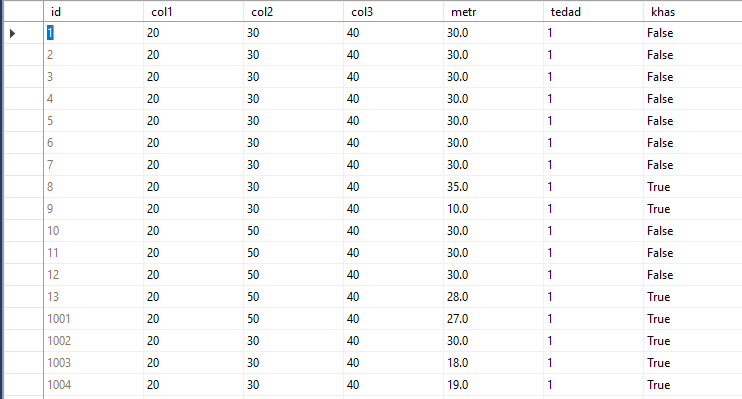 id col1 col2 col3 metr tedad khas
1 20 30 40 30.0 1 False
2 20 30 40 30.0 1 False
3 20 30 40 30.0 1 False
4 20 30 40 30.0 1 False
5 20 30 40 30.0 1 False
6 20 30 40 30.0 1 False
7 20 30 40 30.0 1 False
8 20 30 40 35.0 1 True
9 20 30 40 10.0 1 True
10 20 50 40 30.0 1 False
11 20 50 40 30.0 1 False
12 20 50 40 30.0 1 False
13 20 50 40 28.0 1 True
1001 20 50 40 27.0 1 True
1002 20 30 40 30.0 1 True
1003 20 30 40 18.0 1 True
1004 20 30 40 19.0 1 True